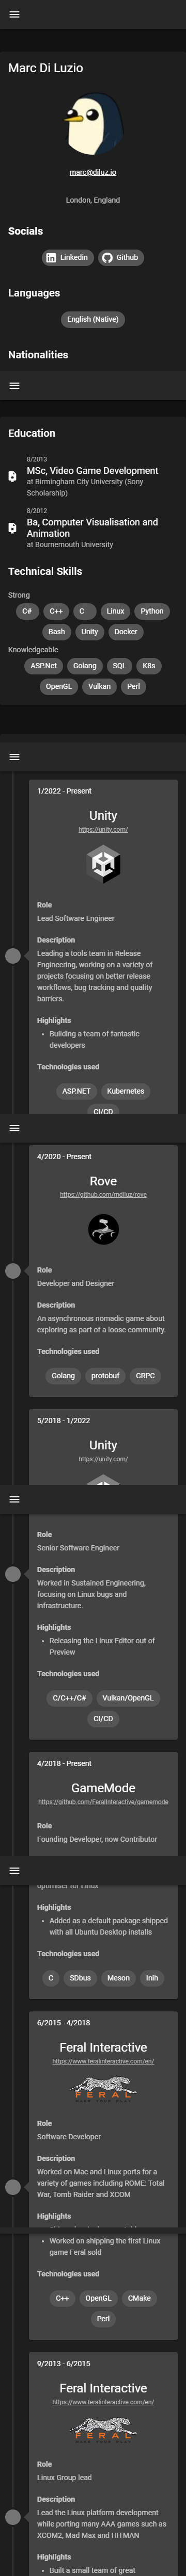 Marc Di Luzio
marc@diluz.io
London, England
Socials
Linkedin
Github
Languages
English (Native)
Nationalities
Education
8/2013
MSc, Video Game Development
at Birmingham City University (Sony
Scholarship)
8/2012
Ba, Computer Visualisation and
Animation
at Bournemouth University
Technical Skills
Strong
C# C++ C Linux Python
Bash Unity Docker
Knowledgeable
ASP.Net Golang SQL K8s
OpenGL Vulkan Perl
1/2022 - Present
Unity
https://unity.com/
Role
Lead Software Engineer
Description
Leading a tools team in Release
Engineering, working on a variety of
projects focusing on better release
workflows, bug tracking and quality
barriers.
Highlights
Building a team of fantastic
developers
Technologies used
ASP.NET Kubernetes
CI/CD
4/2020 - Present
Rove
https://github.com/mdiluz/rove
Role
Developer and Designer
Description
An asynchronous nomadic game about
exploring as part of a loose community.
Technologies used
Golang protobuf GRPC
5/2018 - 1/2022
Unity
https://unity.com/
Role
Senior Software Engineer
Description
Worked in Sustained Engineering,
focusing on Linux bugs and
infrastructure.
Highlights
Releasing the Linux Editor out of
Preview
Technologies used
C/C++/C# Vulkan/OpenGL
CI/CD
4/2018 - Present
GameMode
https://github.com/FeralInteractive/gamemode
Role
Founding Developer, now Contributor
optimiser for Linux
Highlights
Added as a default package shipped
with all Ubuntu Desktop installs
Technologies used
C SDbus Meson Inih
6/2015 - 4/2018
Feral Interactive
https://www.feralinteractive.com/en/
FERAL
Role
Software Developer
Description
Worked on Mac and Linux ports for a
variety of games including ROME: Total
War, Tomb Raider and XCOM
Highlights
Worked on shipping the first Linux
game Feral sold
Technologies used
C++ OpenGL CMake
Perl
9/2013 - 6/2015
Feral Interactive
https://www.feralinteractive.com/en/
FERAL
Role
Linux Group lead
Description
Lead the Linux platform development
while porting many AAA games such as
XCOM2, Mad Max and HITMAN
Highlights
Built a small team of great